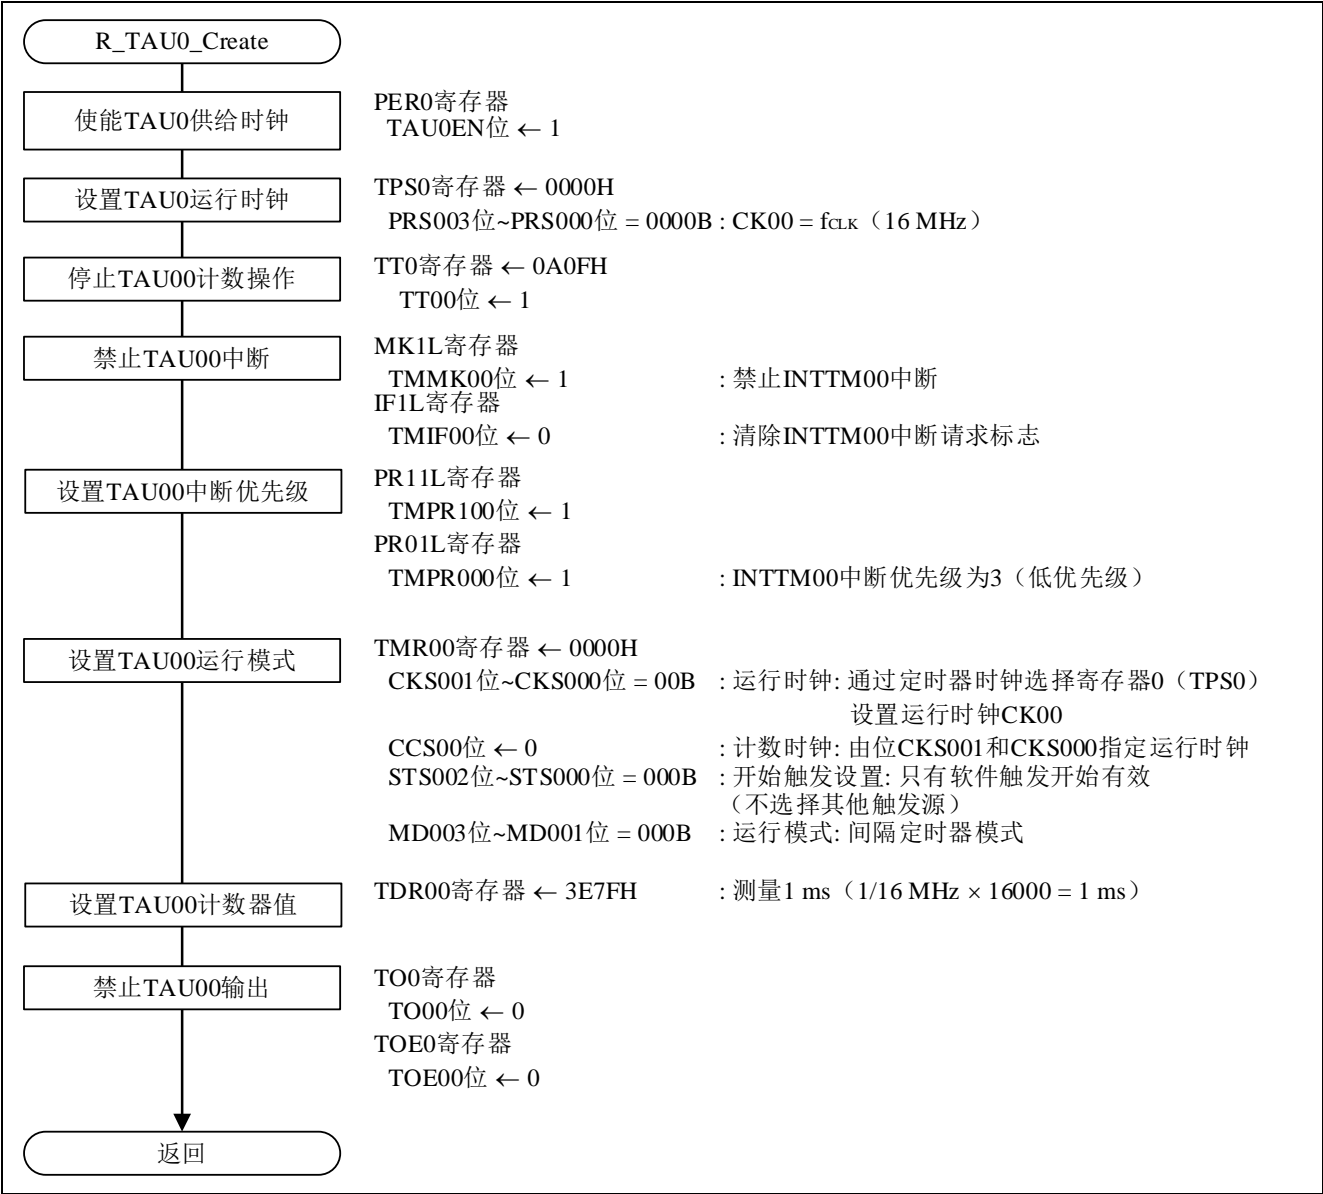 R_TAU0_Create
使能TAU0供给时钟
PER0寄存器
TAU0EN位 ← 1
设置TAU0运行时钟
TPS0寄存器 ← 0000H
PRS003位~PRS000位 = 0000B : CK00 = fCLK（16 MHz）
停止TAU00计数操作
TT0寄存器 ← 0A0FH
TT00位 ← 1
禁止TAU00中断
MK1L寄存器
TMMK00位 ← 1 : 禁止INTTM00中断
IF1L寄存器
TMIF00位 ← 0 : 清除INTTM00中断请求标志
设置TAU00中断优先级
PR11L寄存器
TMPR100位 ← 1
PR01L寄存器
TMPR000位 ← 1 : INTTM00中断优先级为3（低优先级）
设置TAU00运行模式
TMR00寄存器 ← 0000H
CKS001位~CKS000位 = 00B : 运行时钟: 通过定时器时钟选择寄存器0（TPS0）
设置运行时钟CK00
CCS00位 ← 0 : 计数时钟: 由位CKS001和CKS000指定运行时钟
STS002位~STS000位 = 000B : 开始触发设置: 只有软件触发开始有效
（不选择其他触发源）
MD003位~MD001位 = 000B : 运行模式: 间隔定时器模式
设置TAU00计数器值
TDR00寄存器 ← 3E7FH : 测量1 ms（1/16 MHz × 16000 = 1 ms）
禁止TAU00输出
TO0寄存器
TO00位 ← 0
TOE0寄存器
TOE00位 ← 0
返回